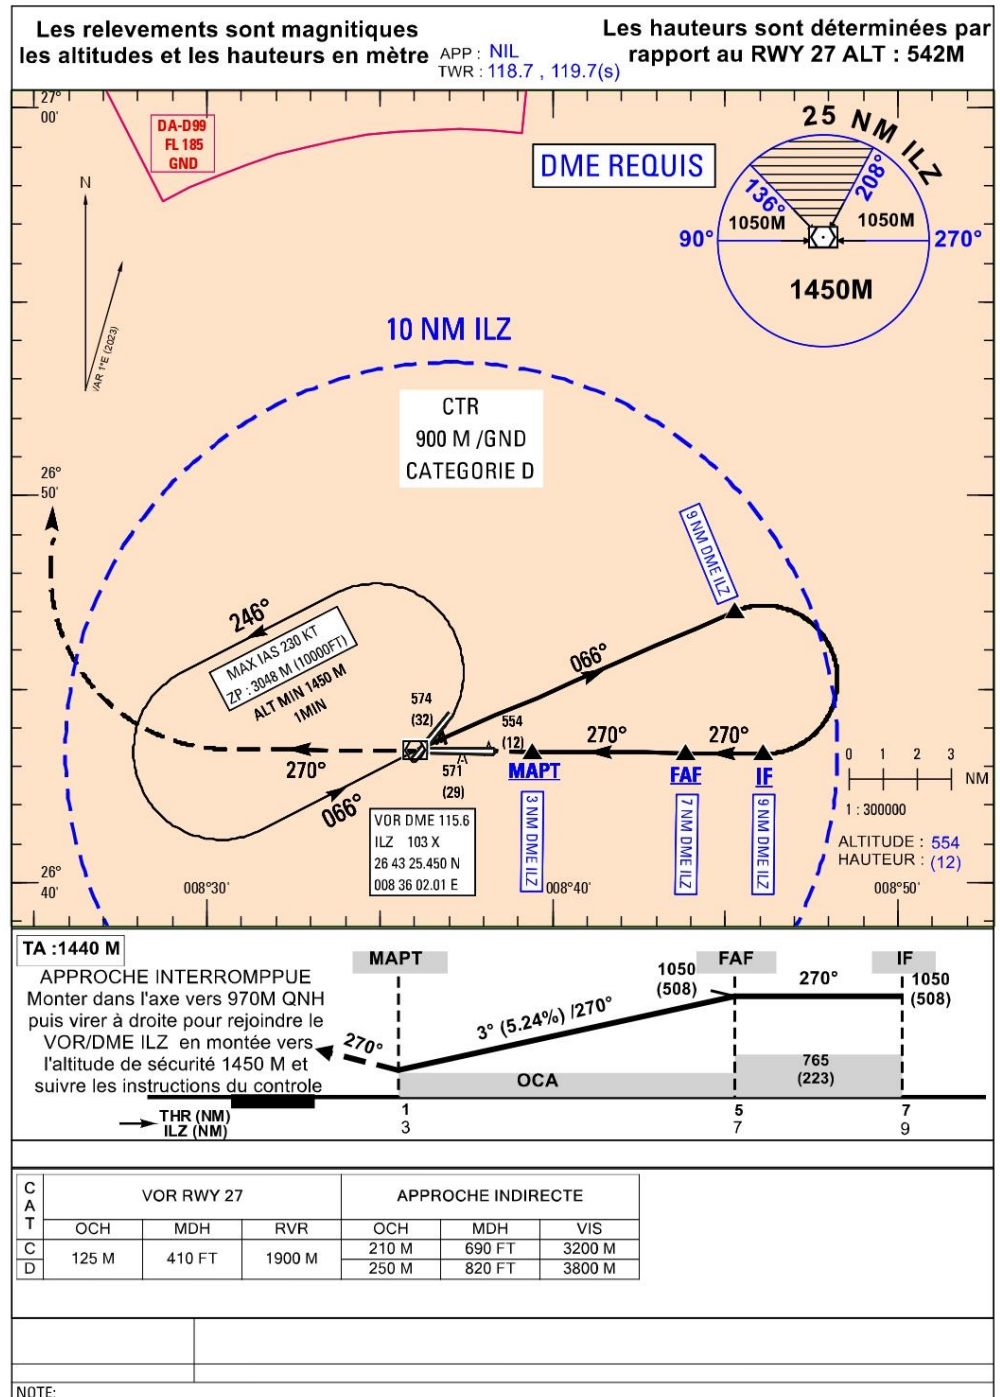 Les relevements sont magnitiques
les altitudes et les hauteurs en mètre
APP : NIL
TWR : 118.7 , 119.7(s)
Les hauteurs sont déterminées par
rapport au RWY 27 ALT : 542M
27°
00'
DA-D99
FL 185
GND
DME REQUIS
25 NM ILZ
136°
208°
1050M
1050M
90°
270°
1450M
N
VAR 1°E (2023)
10 NM ILZ
CTR
900 M /GND
CATEGORIE D
26°
50'
9 NM DME ILZ
246°
MAX IAS 230 KT
ZP : 3048 M (10000FT)
ALT MIN 1450 M
1MIN
066°
574
(32)
554
(12)
270°
270°
270°
571
(29)
MAPT
FAF
IF
066°
0 1 2 3
NM
1 : 300000
VOR DME 115.6
ILZ 103 X
26 43 25.450 N
008 36 02.01 E
3 NM DME ILZ
7 NM DME ILZ
9 NM DME ILZ
ALTITUDE : 554
HAUTEUR : (12)
26°
40'
008°30'
008°40'
008°50'
TA :1440 M
APPROCHE INTERROMPPUE
Monter dans l'axe vers 970M QNH
puis virer à droite pour rejoindre le
VOR/DME ILZ en montée vers
l'altitude de sécurité 1450 M et
suivre les instructions du controle
MAPT
FAF
IF
1050
(508)
270°
1050
(508)
3° (5.24%) /270°
270°
OCA
765
(223)
THR (NM) 1 5 7
ILZ (NM) 3 7 9
CAT
VOR RWY 27
APPROCHE INDIRECTE
OCH MDH RVR OCH MDH VIS
C 125 M 410 FT 1900 M 210 M 690 FT 3200 M
D 250 M 820 FT 3800 M
NOTE: